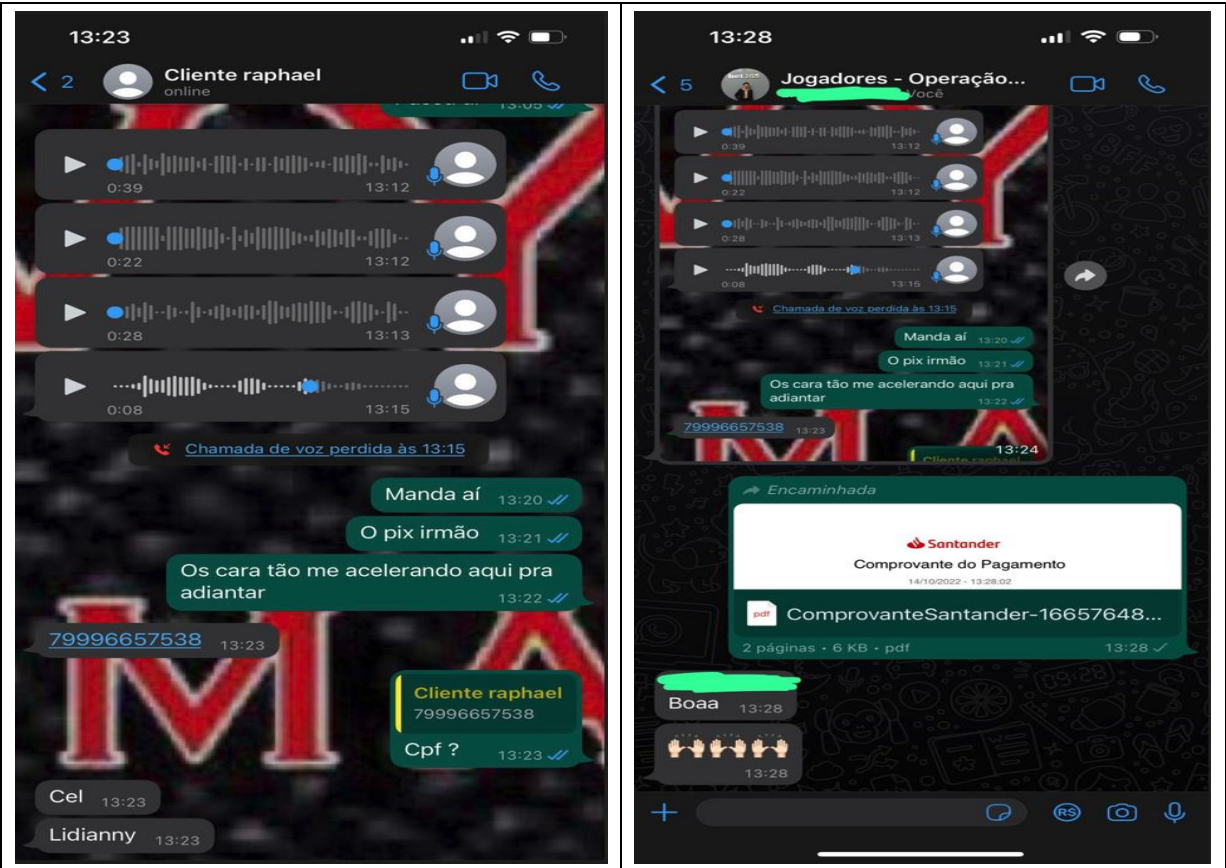 13:23
2
Cliente raphael
online
13:05
0:39 13:12
0:22 13:12
0:28 13:13
0:08 13:15
Chamada de voz perdida às 13:15
Manda aí 13:20
O pix irmão 13:21
Os cara tão me acelerando aqui pra
adiantar
13:22
79996657538 13:23
Cliente raphael
79996657538
Cpf ? 13:23
Cel 13:23
Lidianny 13:23
M A
13:28
5
Jogadores - Operação...
Você
0:39 13:12
0:22 13:12
0:28 13:13
0:08 13:15
Chamada de voz perdida às 13:15
Manda aí 13:20
O pix irmão 13:21
Os cara tão me acelerando aqui pra
adiantar
13:22
79996657538 13:23
13:24
Cliente raphael
Encaminhada
Santander
Comprovante do Pagamento
14/10/2022 - 13:28:02
pdf ComprovanteSantander-16657648...
2 páginas • 6 KB • pdf 13:28
Boaa 13:28
13:28
R$